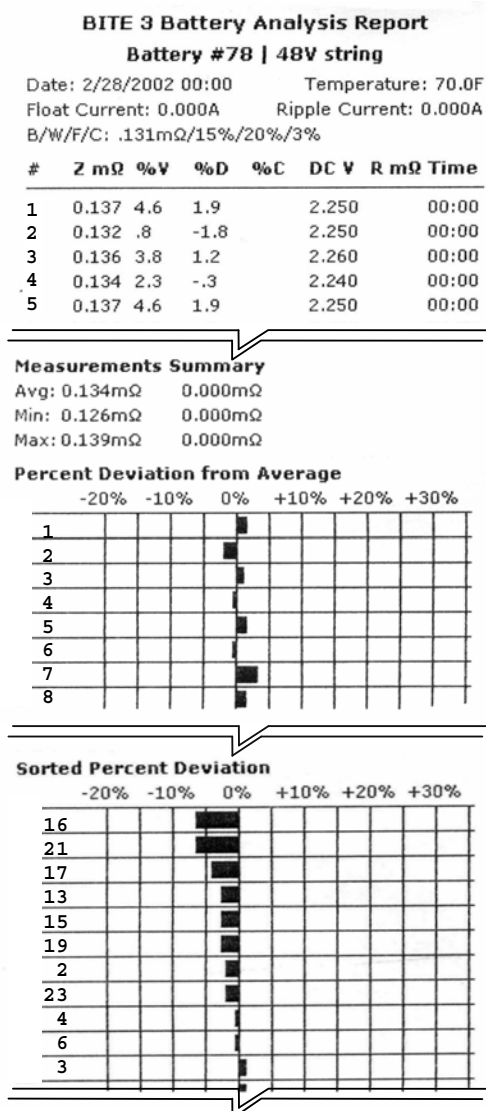 BITE 3 Battery Analysis Report
Battery #78 | 48V string
Date: 2/28/2002 00:00 Temperature: 70.0F
Float Current: 0.000A Ripple Current: 0.000A
B/W/F/C: .131mΩ/15%/20%/3%
# Z mΩ %V %D %C DC V R mΩ Time
1 0.137 4.6 1.9 2.250 00:00
2 0.132 .8 -1.8 2.250 00:00
3 0.136 3.8 1.2 2.260 00:00
4 0.134 2.3 -.3 2.240 00:00
5 0.137 4.6 1.9 2.250 00:00
Measurements Summary
Avg: 0.134mΩ 0.000mΩ
Min: 0.126mΩ 0.000mΩ
Max: 0.139mΩ 0.000mΩ
Percent Deviation from Average
-20% -10% 0% +10% +20% +30%
1
2
3
4
5
6
7
8
Sorted Percent Deviation
-20% -10% 0% +10% +20% +30%
16
21
17
13
15
19
2
23
4
6
3